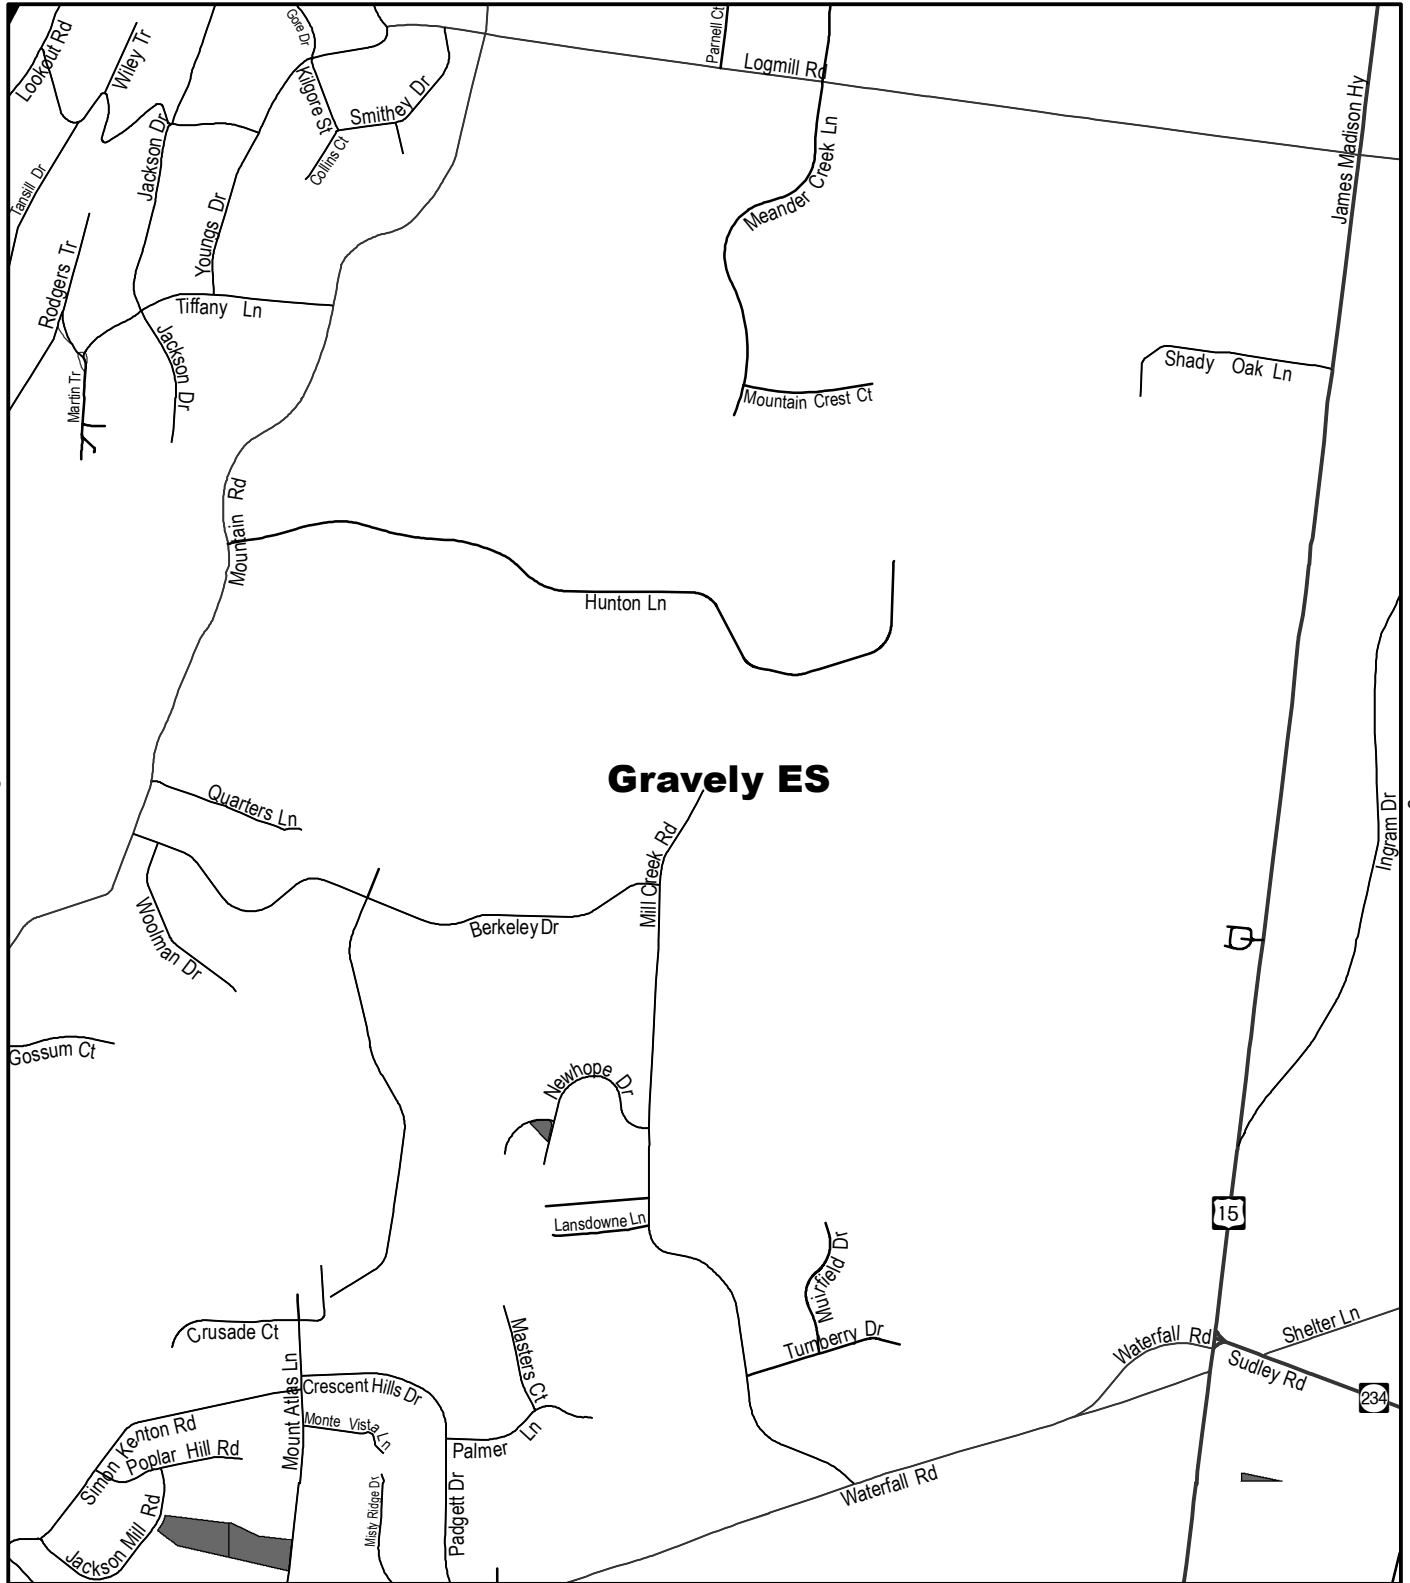 Lookout Rd
Wiley Tr
Gore Dr
Parnell Ct
Logmill Rd
Kilgore St
Smithey Dr
James Madison Hy
Jackson Dr
Collins Ct
Meander Creek Ln
Tansill Dr
Youngs Dr
Rodgers Tr
Tiffany Ln
Jackson Dr
Shady Oak Ln
Martin Tr
Mountain Crest Ct
Mountain Rd
Hunton Ln
Gravely ES
Quarters Ln
Ingram Dr
Mill Creek Rd
Woolman Dr
Berkeley Dr
Gossum Ct
Newhope Dr
Lansdowne Ln
15
Muirfield Dr
Crusade Ct
Masters Ct
Turnberry Dr
Waterfall Rd
Shelter Ln
Sudley Rd
234
Mount Atlas Ln
Crescent Hills Dr
Monte Vista Ln
Simon Kenton Rd
Poplar Hill Rd
Palmer Ln
Waterfall Rd
Jackson Mill Rd
Misty Ridge Dr
Padgett Dr